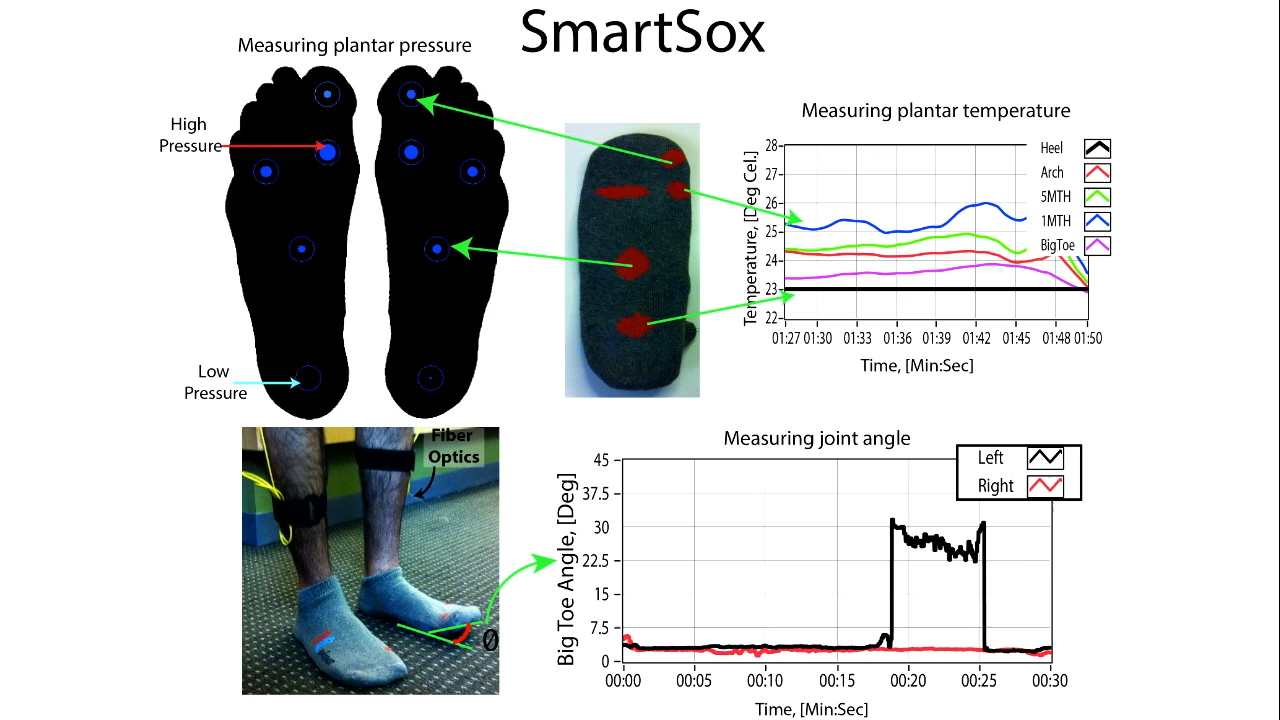 SmartSox
Measuring plantar pressure
High
Pressure
Low
Pressure
Measuring plantar temperature
Temperature, [Deg Cel.]
28
27
26
25
24
23
22
01:27 01:30 01:33 01:36 01:39 01:42 01:45 01:48 01:50
Time, [Min:Sec]
Heel
Arch
5MTH
1MTH
BigToe
Fiber
Optics
θ
Measuring joint angle
Left
Right
Big Toe Angle, [Deg]
45
37.5
30
22.5
15
7.5
0
00:00 00:05 00:10 00:15 00:20 00:25 00:30
Time, [Min:Sec]